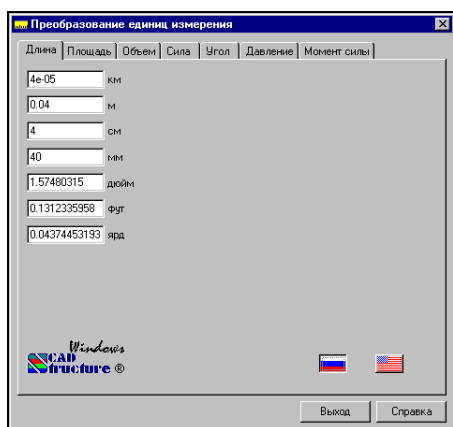 Преобразование единиц измерения
Длина Площадь Объем Сила Угол Давление Момент силы
4e-05 км
0.04 м
4 см
40 мм
1.57480315 дюйм
0.1312335958 фут
0.04374453193 ярд
Windows
CAD
Structure ®
Выход Справка